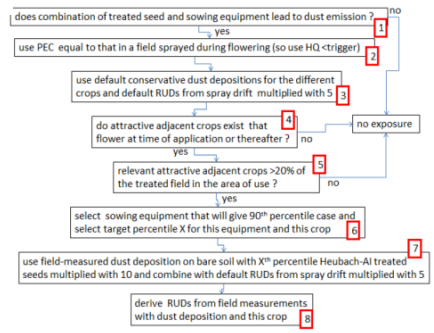 does combination of treated seed and sowing equipment lead to dust emission ?
no
1
yes
use PEC equal to that in a field sprayed during flowering (so use HQ <trigger)
2
use default conservative dust depositions for the different
crops and default RUDs from spray drift multiplied with 5
3
4
do attractive adjacent crops exist that
flower at time of application or thereafter ?
no
no exposure
yes
5
relevant attractive adjacent crops >20% of
the treated field in the area of use ?
no
yes
select sowing equipment that will give 90th percentile case and
select target percentile X for this equipment and this crop
6
7
use field-measured dust deposition on bare soil with Xth percentile Heubach-AI treated
seeds multiplied with 10 and combine with default RUDs from spray drift multiplied with 5
derive RUDs from field measurements
with dust deposition and this crop
8